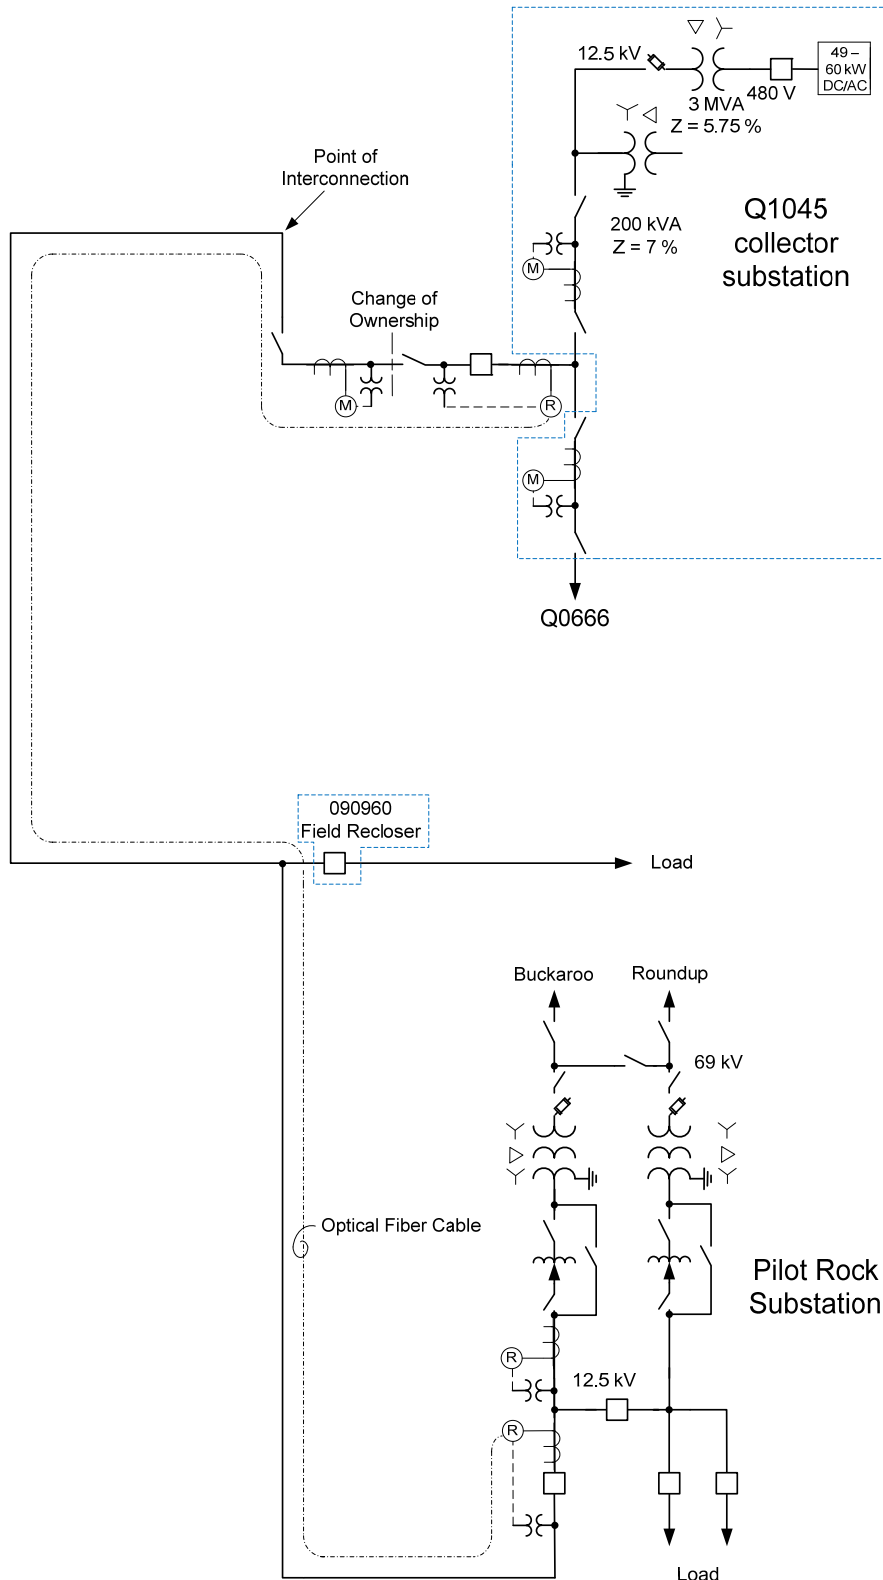 12.5 kV
49 –
60 kW
DC/AC
480 V
3 MVA
Z = 5.75 %
Point of
Interconnection
Q1045
collector
substation
200 kVA
Z = 7 %
M
Change of
Ownership
M
R
M
Q0666
090960
Field Recloser
Load
Buckaroo
Roundup
69 kV
Optical Fiber Cable
Pilot Rock
Substation
R
12.5 kV
R
Load